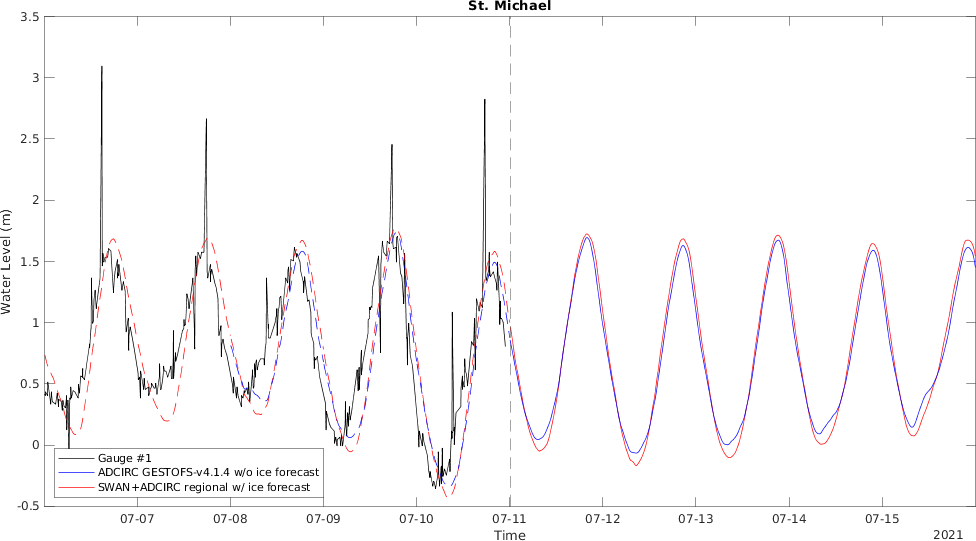 St. Michael
3.5
3
2.5
2
1.5
1
0.5
0
-0.5
Water Level (m)
Gauge #1
ADCIRC GESTOFS-v4.1.4 w/o ice forecast
SWAN+ADCIRC regional w/ ice forecast
07-07 07-08 07-09 07-10 07-11 07-12 07-13 07-14 07-15
Time
2021